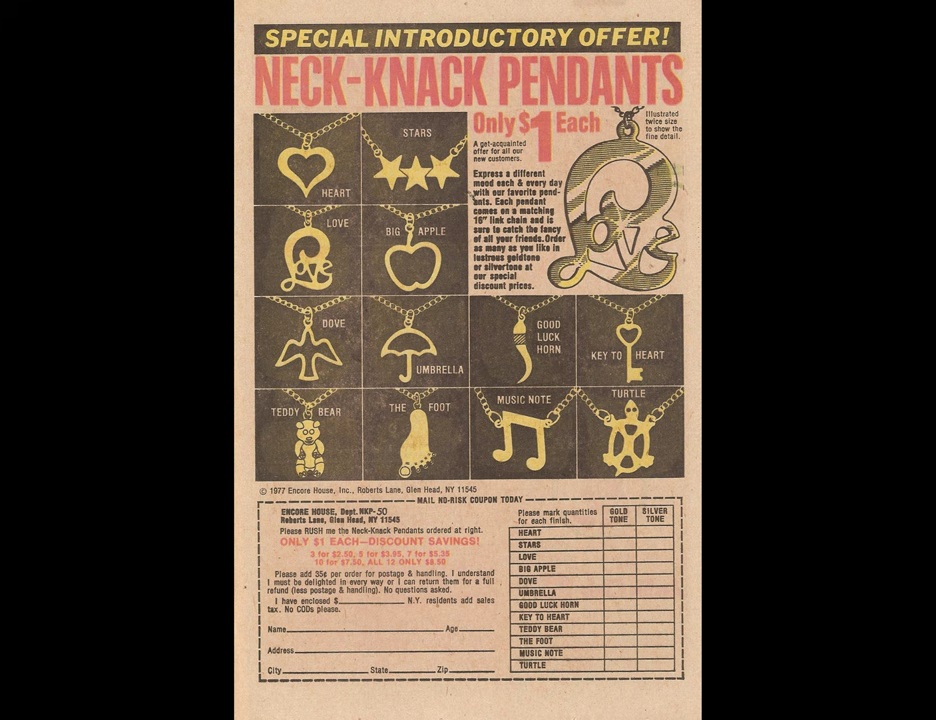 SPECIAL INTRODUCTORY OFFER!
NECK-KNACK PENDANTS
Only $1 Each
A get-acquainted
offer for all our
new customers.
Illustrated
twice size
to show the
fine detail.
Express a different
mood each & every day
with our favorite pend-
ants. Each pendant
comes on a matching
16" link chain and is
sure to catch the fancy
of all your friends. Order
as many as you like in
lustrous goldtone
or silvertone at
our special
discount prices.
Love
HEART
STARS
LOVE
Love
BIG APPLE
DOVE
UMBRELLA
GOOD
LUCK
HORN
KEY TO HEART
TEDDY BEAR
THE FOOT
MUSIC NOTE
TURTLE
© 1977 Encore House, Inc., Roberts Lane, Glen Head, NY 11545
MAIL NO-RISK COUPON TODAY
ENCORE HOUSE, Dept. NKP-50
Roberts Lane, Glen Head, NY 11545
Please RUSH me the Neck-Knack Pendants ordered at right.
ONLY $1 EACH—DISCOUNT SAVINGS!
3 for $2.50, 5 for $3.95, 7 for $5.35
10 for $7.50, ALL 12 ONLY $8.50
Please add 35¢ per order for postage & handling. I understand
I must be delighted in every way or I can return them for a full
refund (less postage & handling). No questions asked.
I have enclosed $ N.Y. residents add sales
tax. No CODs please.
Name Age
Address
City State Zip
Please mark quantities
for each finish.
GOLD
TONE
SILVER
TONE
HEART
STARS
LOVE
BIG APPLE
DOVE
UMBRELLA
GOOD LUCK HORN
KEY TO HEART
TEDDY BEAR
THE FOOT
MUSIC NOTE
TURTLE